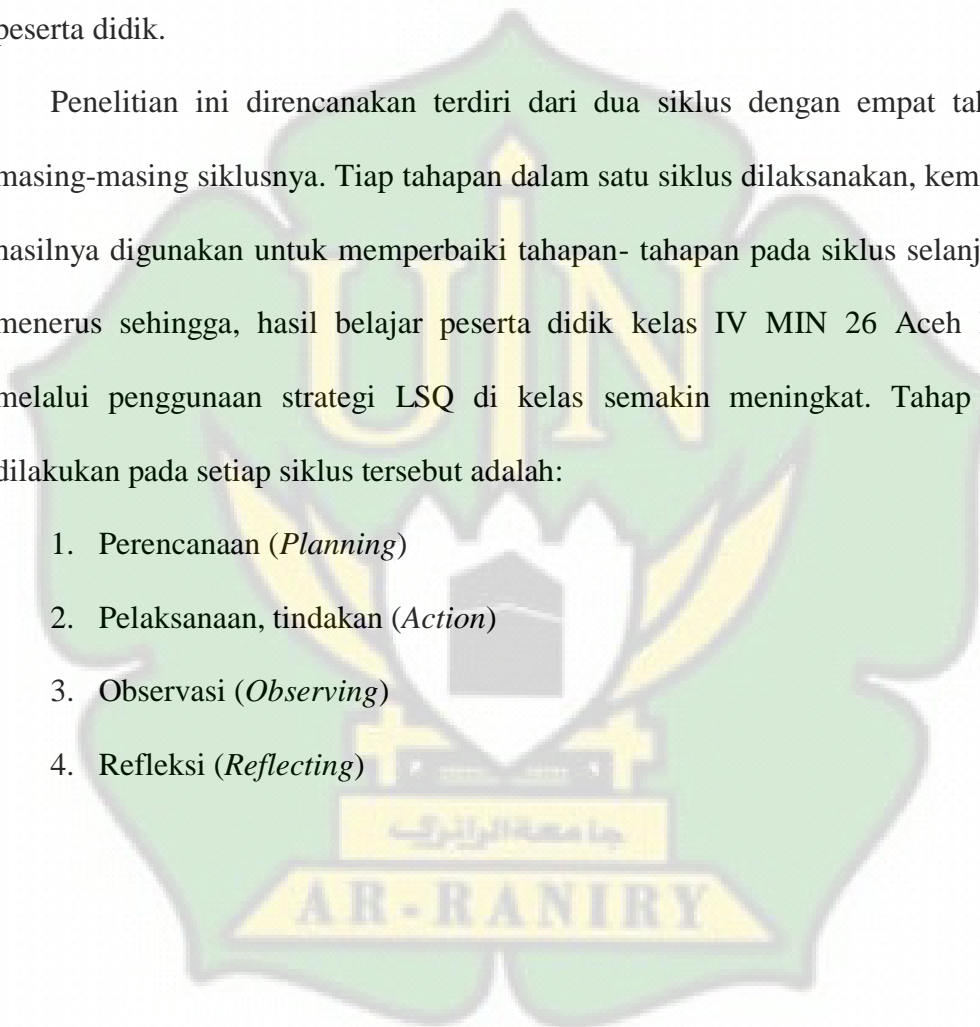 peserta didik.
Penelitian ini direncanakan terdiri dari dua siklus dengan empat
masing-masing siklusnya. Tiap tahapan dalam satu siklus dilaksanakan,
hasilnya digunakan untuk memperbaiki tahapan- tahapan pada siklus
menerus sehingga, hasil belajar peserta didik kelas IV MIN 26 Aceh
melalui penggunaan strategi LSQ di kelas semakin meningkat. Tahap
dilakukan pada setiap siklus tersebut adalah:
1. Perencanaan (Planning)
2. Pelaksanaan, tindakan (Action)
3. Observasi (Observing)
4. Refleksi (Reflecting)
UIN
جامعة الرانري
AR-RANIRY